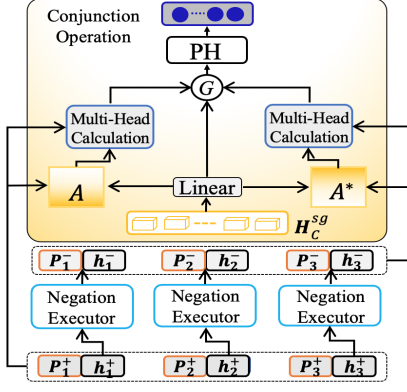 Conjunction
Operation
PH
G
Multi-Head
Calculation
Multi-Head
Calculation
A
Linear
A*
H_C^{sg}
P_1^- h_1^- P_2^- h_2^- P_3^- h_3^-
Negation
Executor
Negation
Executor
Negation
Executor
P_1^+ h_1^+ P_2^+ h_2^+ P_3^+ h_3^+